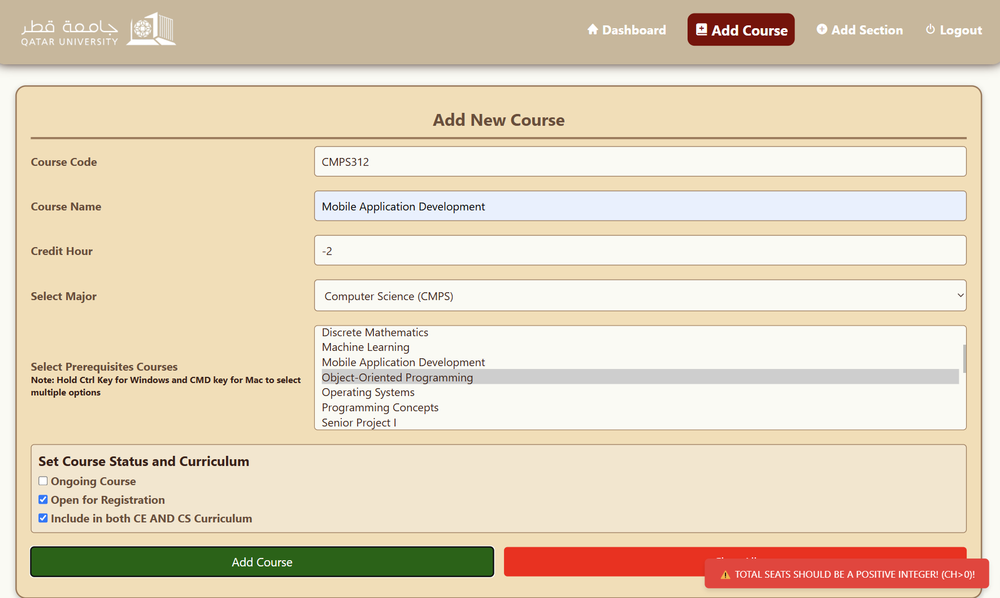 جامعة قطر
QATAR UNIVERSITY
Dashboard
Add Course
Add Section
Logout
Add New Course
Course Code
CMPS312
Course Name
Mobile Application Development
Credit Hour
-2
Select Major
Computer Science (CMPS)
Select Prerequisites Courses
Note: Hold Ctrl Key for Windows and CMD key for Mac to select
multiple options
Discrete Mathematics
Machine Learning
Mobile Application Development
Object-Oriented Programming
Operating Systems
Programming Concepts
Senior Project I
Set Course Status and Curriculum
Ongoing Course
Open for Registration
Include in both CE AND CS Curriculum
Add Course
TOTAL SEATS SHOULD BE A POSITIVE INTEGER! (CH>0)!